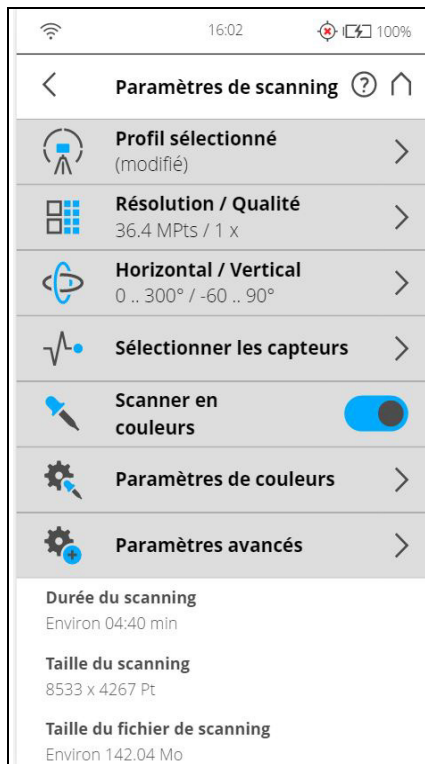 16:02
100%
Paramètres de scanning
Profil sélectionné
(modifié)
Résolution / Qualité
36.4 MPts / 1 x
Horizontal / Vertical
0 .. 300° / -60 .. 90°
Sélectionner les capteurs
Scanner en
couleurs
Paramètres de couleurs
Paramètres avancés
Durée du scanning
Environ 04:40 min
Taille du scanning
8533 x 4267 Pt
Taille du fichier de scanning
Environ 142.04 Mo